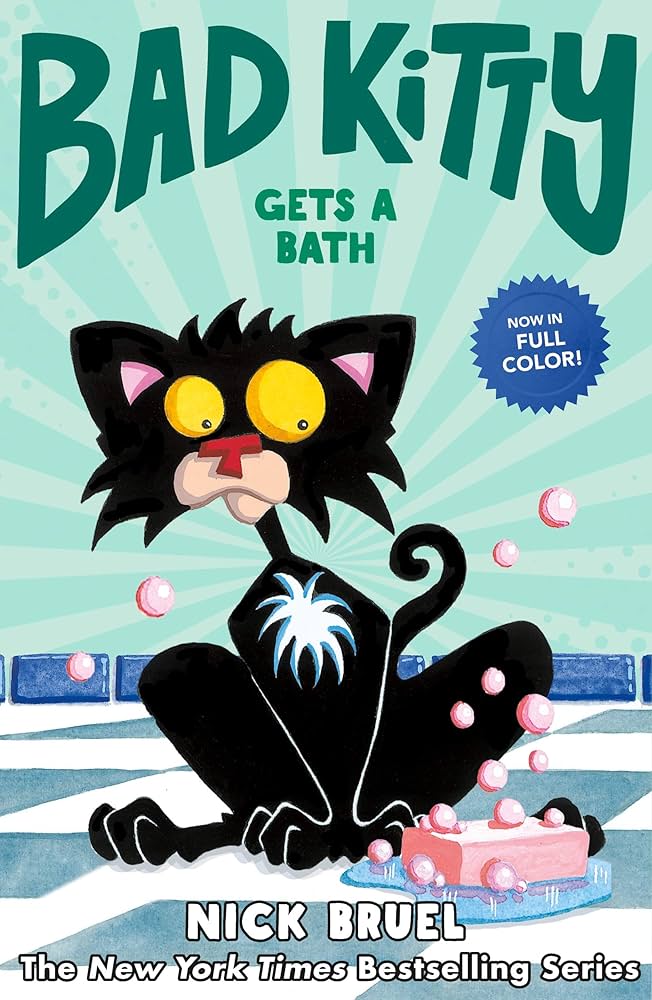 BAD KiTTY
GETS A
BATH
NOW IN
FULL
COLOR!
NICK BRUEL
The New York Times Bestselling Series